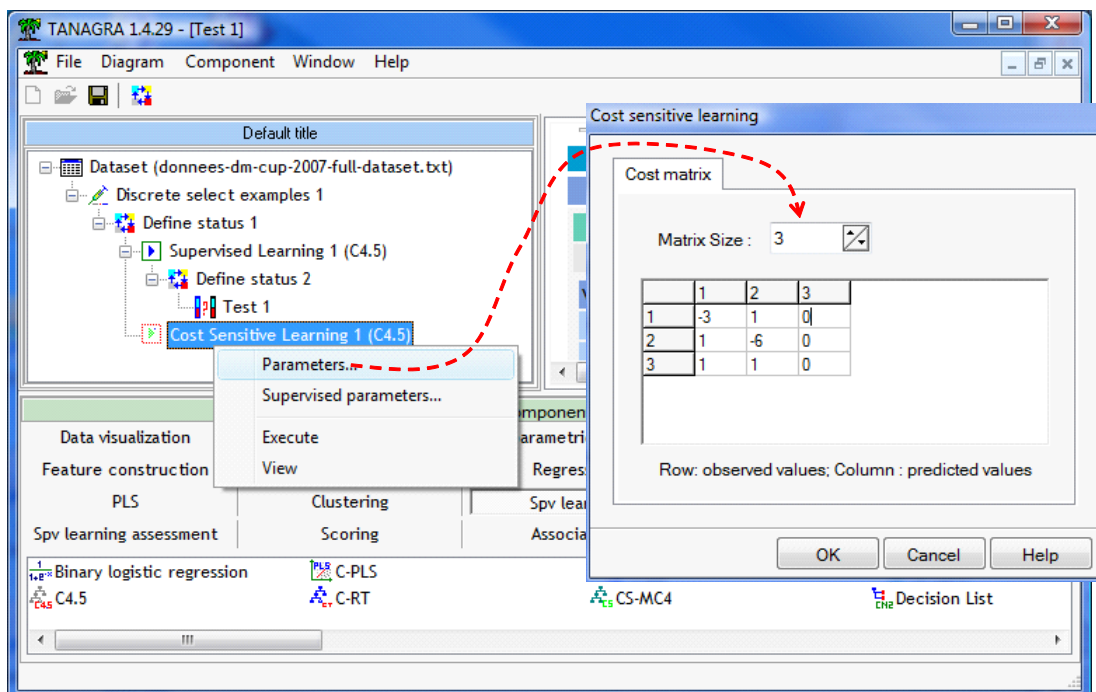 TANAGRA 1.4.29 - [Test 1]
File Diagram Component Window Help
Default title
Dataset (donnees-dm-cup-2007-full-dataset.txt)
Discrete select examples 1
Define status 1
Supervised Learning 1 (C4.5)
Define status 2
Test 1
Cost Sensitive Learning 1 (C4.5)
Parameters...
Supervised parameters...
Execute
View
Cost sensitive learning
Cost matrix
Matrix Size : 3
1 2 3
1 -3 1 0
2 1 -6 0
3 1 1 0
Row: observed values; Column : predicted values
OK Cancel Help
Data visualization
Feature construction
PLS Clustering
Spv learning assessment Scoring
Binary logistic regression C-PLS
C4.5 C-RT CS-MC4 Decision List